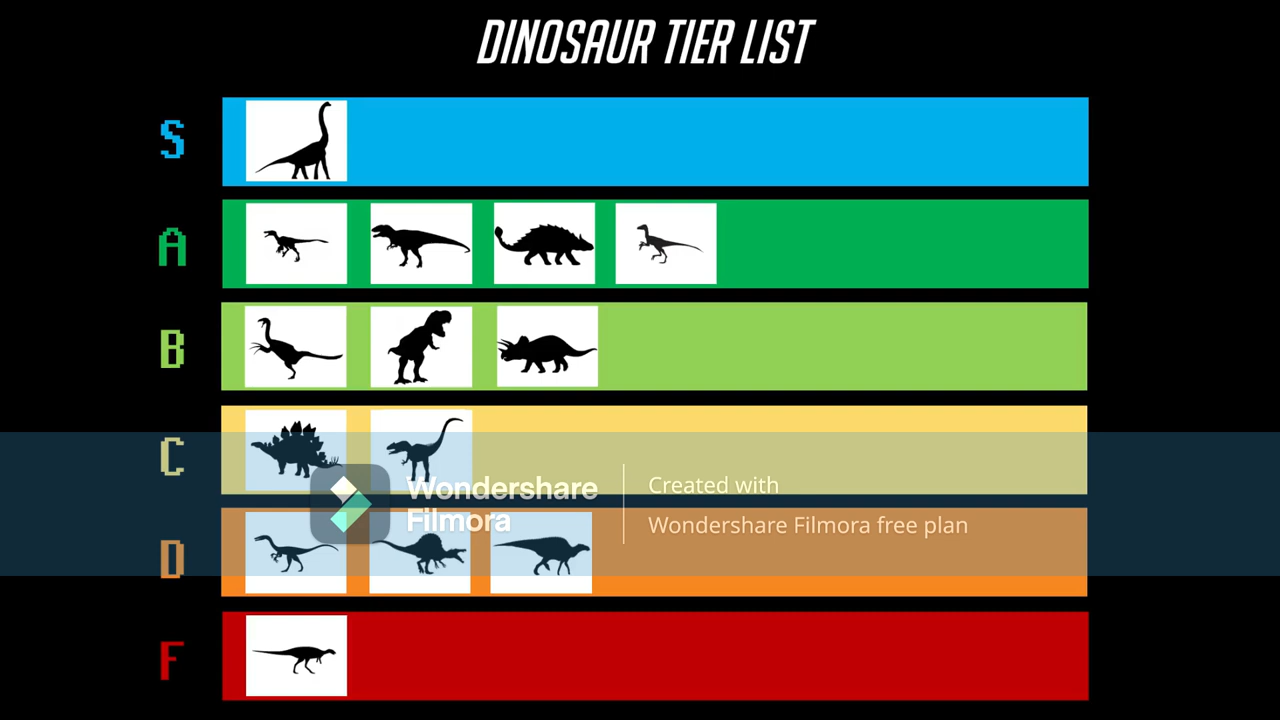 DINOSAUR TIER LIST
S
A
B
C
Wondershare
Filmora
Created with
Wondershare Filmora free plan
D
F